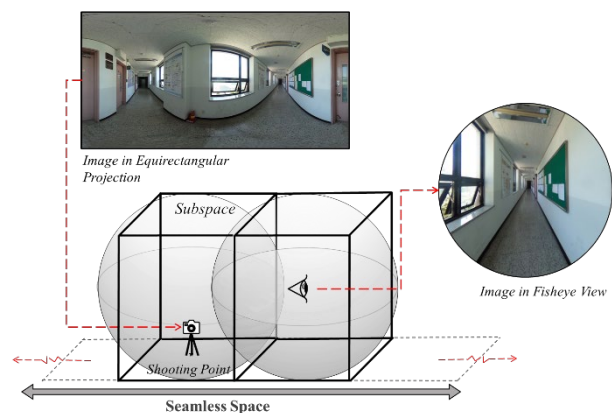 Image in Equirectangular
Projection
Subspace
Image in Fisheye View
Shooting Point
Seamless Space